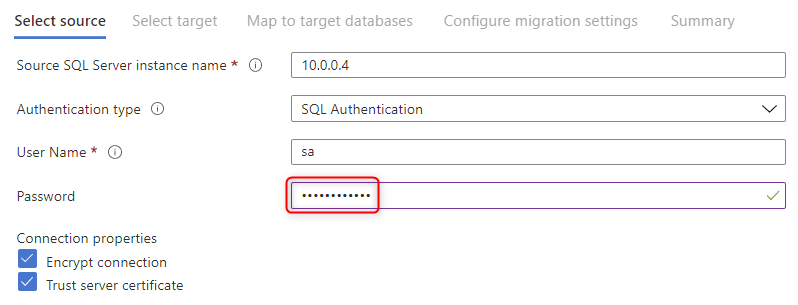 Select source Select target Map to target databases Configure migration settings Summary
Source SQL Server instance name * 10.0.0.4
Authentication type SQL Authentication
User Name * sa
Password ••••••••••••
Connection properties
Encrypt connection
Trust server certificate